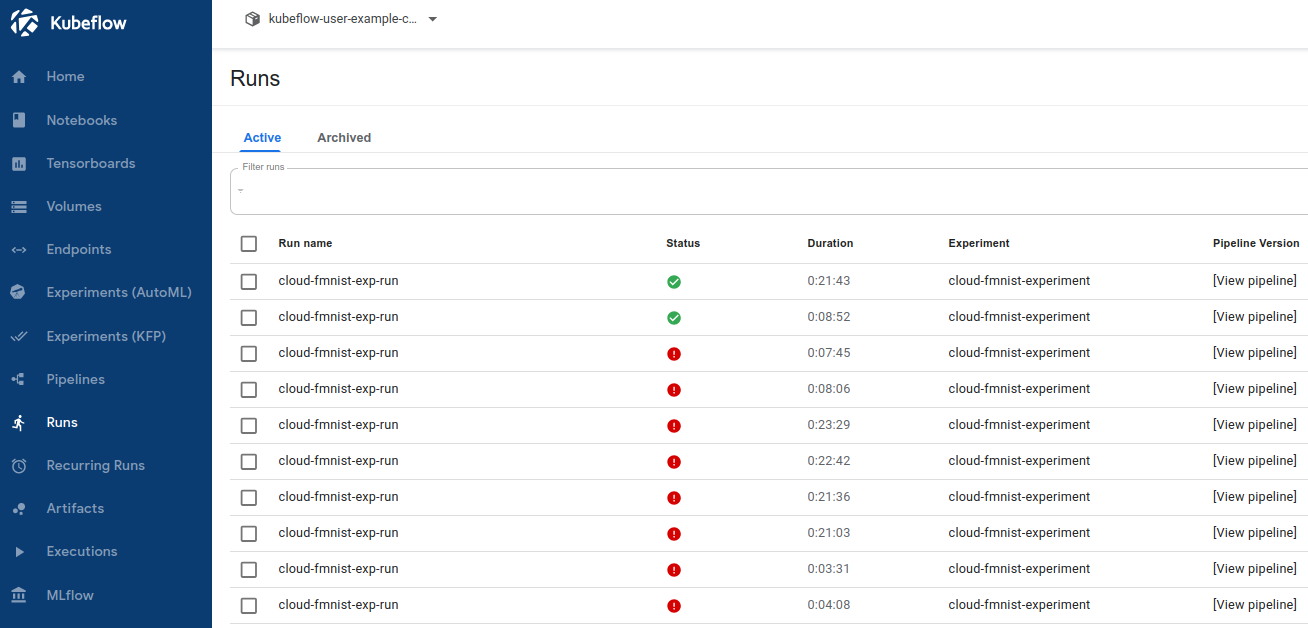 Kubeflow
kubeflow-user-example-c...
Home
Notebooks
Tensorboards
Volumes
Endpoints
Experiments (AutoML)
Experiments (KFP)
Pipelines
Runs
Recurring Runs
Artifacts
Executions
MLflow
Runs
Active Archived
Filter runs
Run name Status Duration Experiment Pipeline Version
cloud-fmnist-exp-run 0:21:43 cloud-fmnist-experiment [View pipeline]
cloud-fmnist-exp-run 0:08:52 cloud-fmnist-experiment [View pipeline]
cloud-fmnist-exp-run 0:07:45 cloud-fmnist-experiment [View pipeline]
cloud-fmnist-exp-run 0:08:06 cloud-fmnist-experiment [View pipeline]
cloud-fmnist-exp-run 0:23:29 cloud-fmnist-experiment [View pipeline]
cloud-fmnist-exp-run 0:22:42 cloud-fmnist-experiment [View pipeline]
cloud-fmnist-exp-run 0:21:36 cloud-fmnist-experiment [View pipeline]
cloud-fmnist-exp-run 0:21:03 cloud-fmnist-experiment [View pipeline]
cloud-fmnist-exp-run 0:03:31 cloud-fmnist-experiment [View pipeline]
cloud-fmnist-exp-run 0:04:08 cloud-fmnist-experiment [View pipeline]